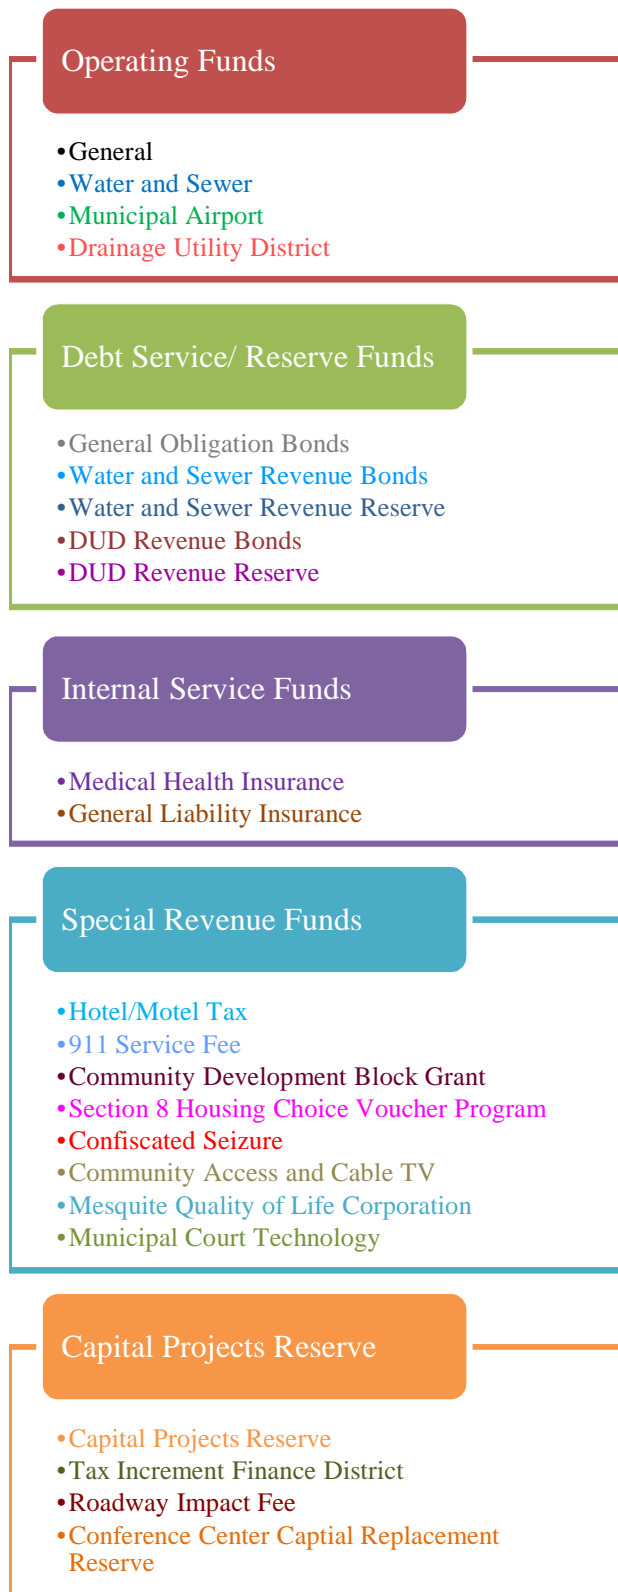 Operating Funds
•General
•Water and Sewer
•Municipal Airport
•Drainage Utility District
Debt Service/ Reserve Funds
•General Obligation Bonds
•Water and Sewer Revenue Bonds
•Water and Sewer Revenue Reserve
•DUD Revenue Bonds
•DUD Revenue Reserve
Internal Service Funds
•Medical Health Insurance
•General Liability Insurance
Special Revenue Funds
•Hotel/Motel Tax
•911 Service Fee
•Community Development Block Grant
•Section 8 Housing Choice Voucher Program
•Confiscated Seizure
•Community Access and Cable TV
•Mesquite Quality of Life Corporation
•Municipal Court Technology
Capital Projects Reserve
•Capital Projects Reserve
•Tax Increment Finance District
•Roadway Impact Fee
•Conference Center Captial Replacement
Reserve